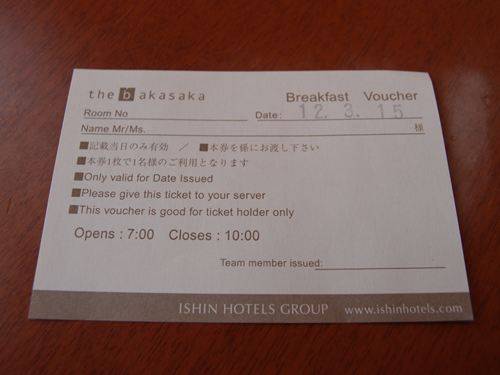 the b akasaka
Breakfast Voucher
Room No
Date: 12. 3. 15
Name Mr/Ms. 様
■記載当日のみ有効 / ■本券を係にお渡し下さい
■本券1枚で1名様のご利用となります
■Only valid for Date Issued
■Please give this ticket to your server
■This voucher is good for ticket holder only
Opens : 7:00 Closes : 10:00
Team member issued:
ISHIN HOTELS GROUP www.ishinhotels.com